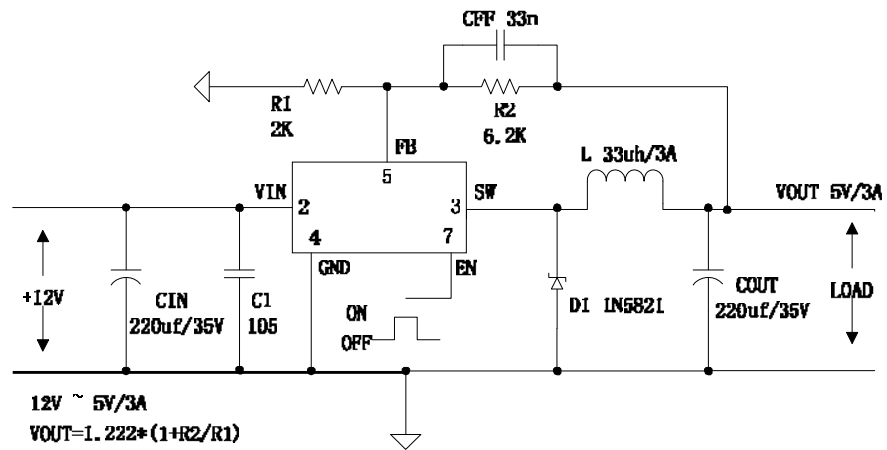 CFF 33n
R1
2K
R2
6.2K
FB
5
L 33uh/3A
VIN
2
3
SW
VOUT 5V/3A
4
7
GND
EN
+12V
CIN
220uf/35V
C1
105
ON
OFF
D1 IN5821
COUT
220uf/35V
LOAD
12V ~ 5V/3A
VOUT=1.222*(1+R2/R1)